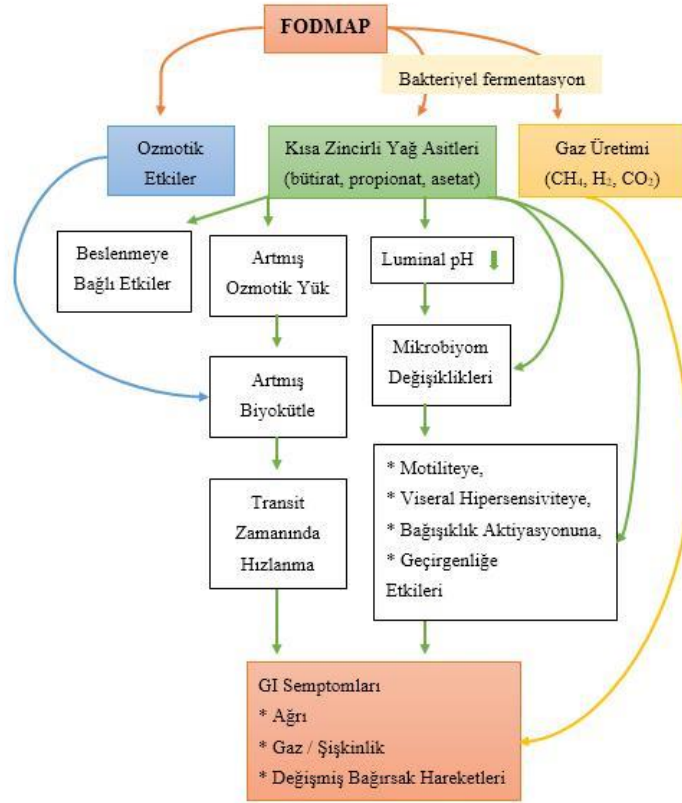 FODMAP
Bakteriyel fermentasyon
Ozmotik
Etkiler
Kısa Zincirli Yağ Asitleri
(bütirat, propionat, asetat)
Gaz Üretimi
(CH₄, H₂, CO₂)
Beslenmeye
Bağlı Etkiler
Artmış
Ozmotik Yük
Luminal pH
Mikrobiyom
Değişiklikleri
Artmış
Biyokütle
Transit
Zamanında
Hızlanma
* Motiliteye,
* Viseral Hipersensiviteye,
* Bağışıklık Aktiyasyonuna,
* Geçirgenliğe
Etkileri
GI Semptomları
* Ağrı
* Gaz / Şişkinlik
* Değişmiş Bağırsak Hareketleri